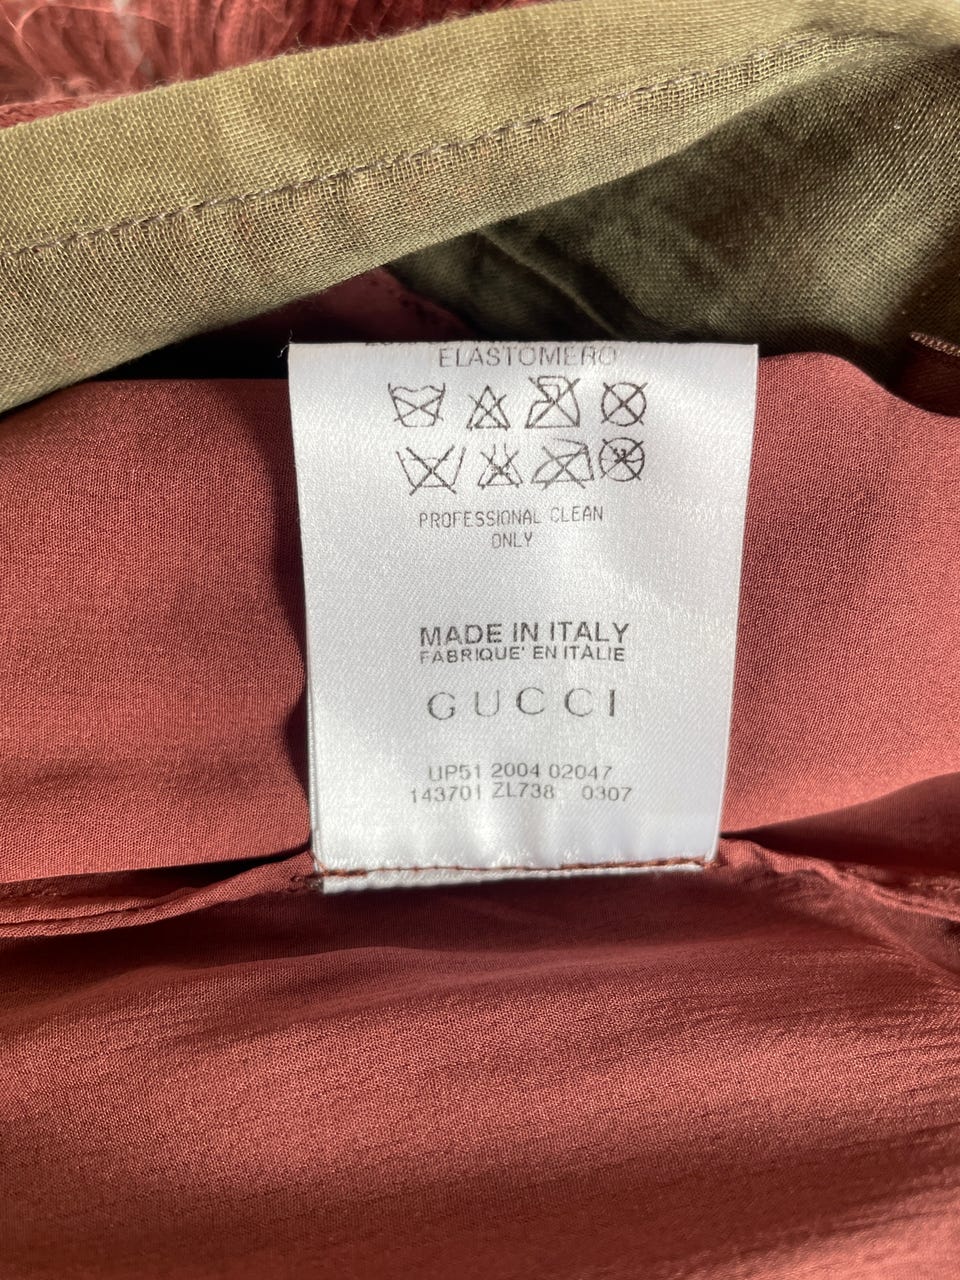 ELASTOMERO
PROFESSIONAL CLEAN
ONLY
MADE IN ITALY
FABRIQUE' EN ITALIE
GUCCI
UP51 2004 02047
143701 ZL738 0307